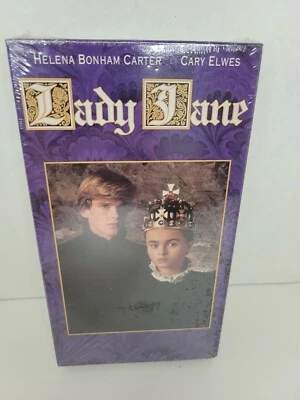 HELENA BONHAM CARTER CARY ELWES
Lady Jane